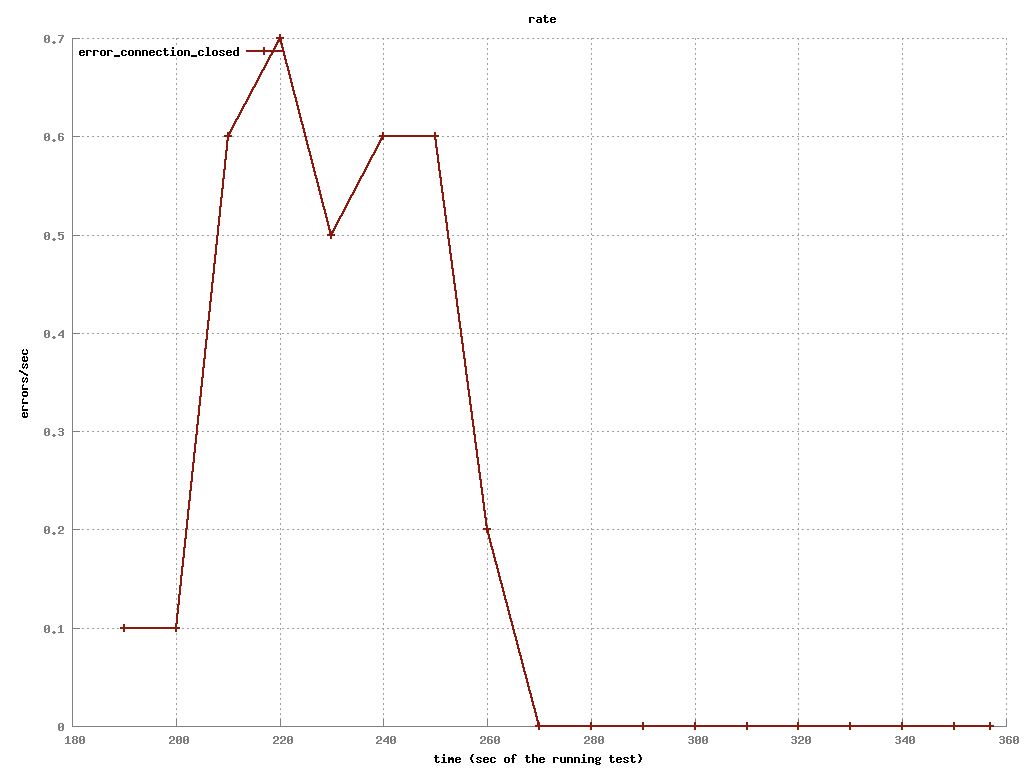 rate
0.7
error_connection_closed
0.6
0.5
0.4
errors/sec
0.3
0.2
0.1
0
180 200 220 240 260 280 300 320 340 360
time (sec of the running test)